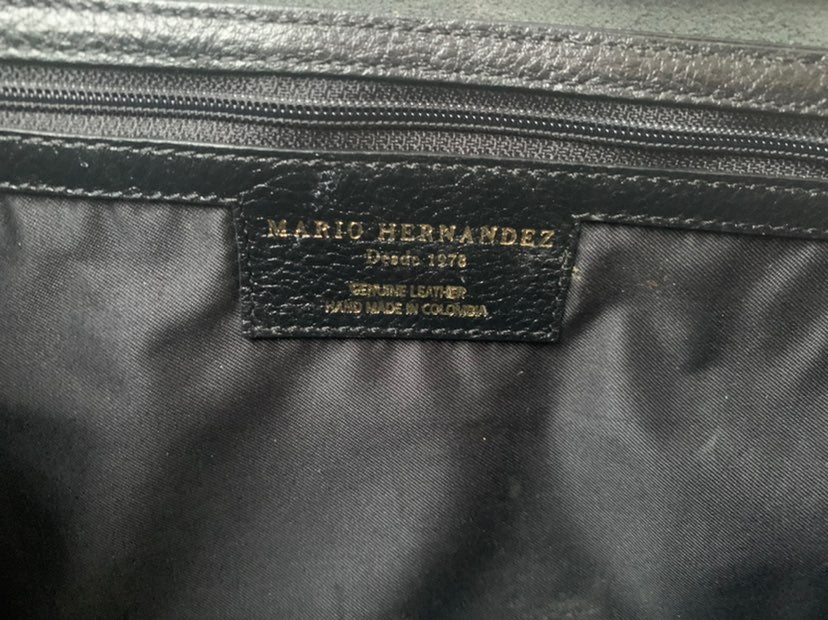 MARIO HERNANDEZ
Desde 1978
GENUINE LEATHER
HAND MADE IN COLOMBIA